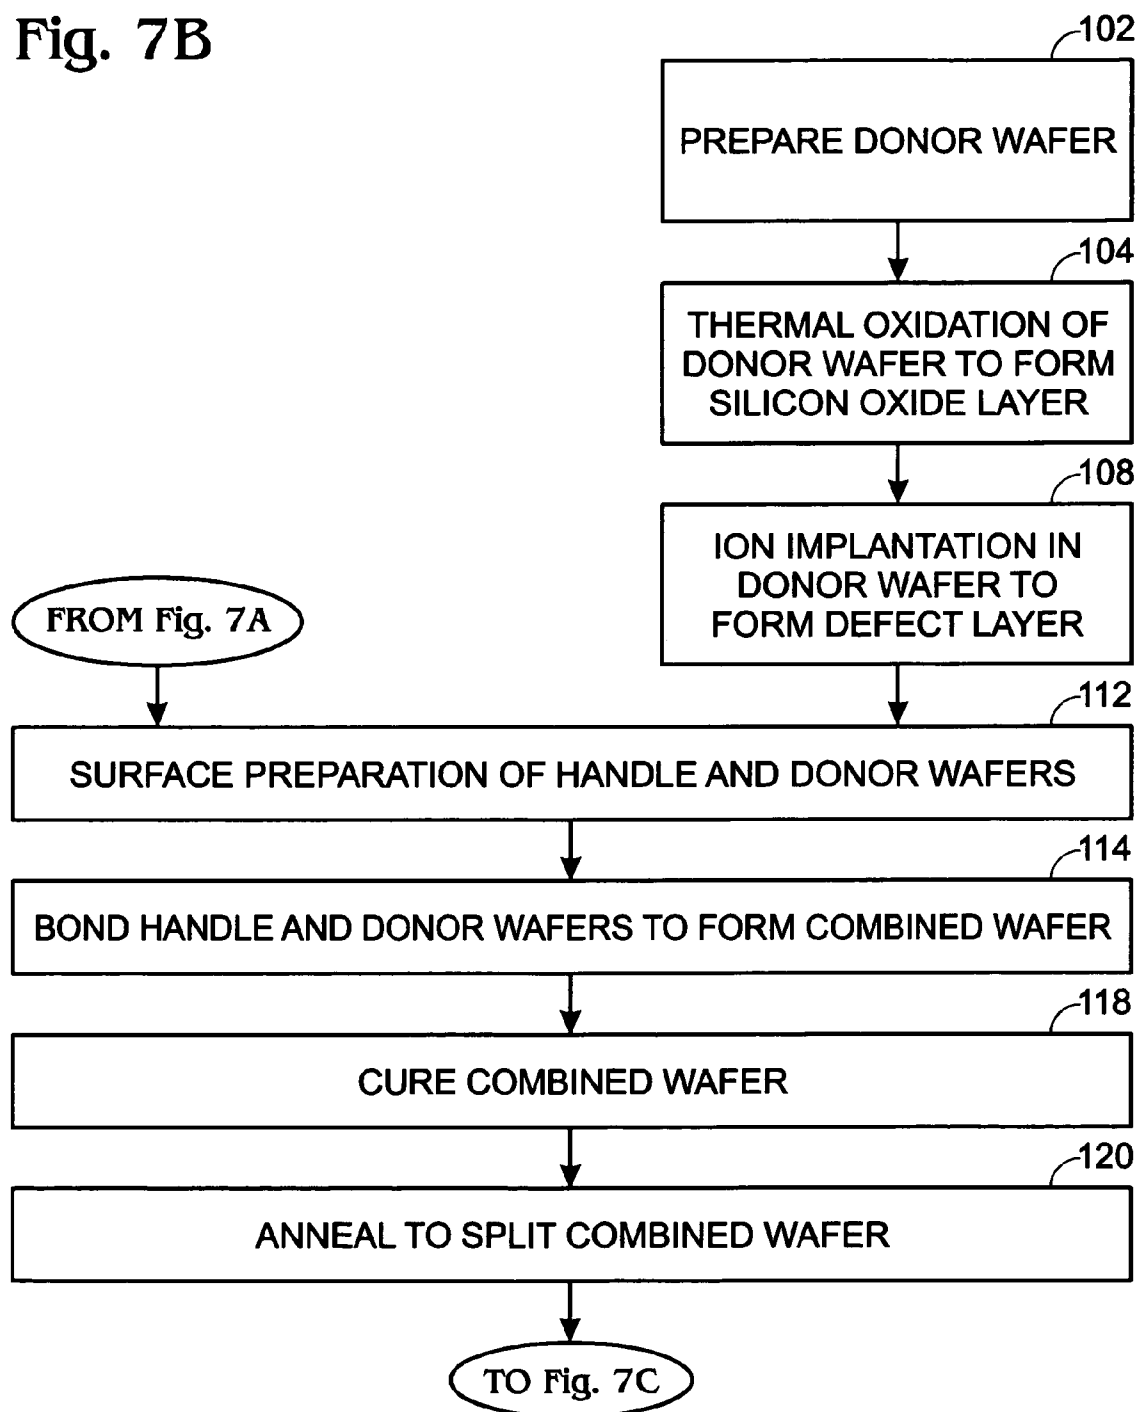 Fig. 7B
102
PREPARE DONOR WAFER
104
THERMAL OXIDATION OF
DONOR WAFER TO FORM
SILICON OXIDE LAYER
108
ION IMPLANTATION IN
DONOR WAFER TO
FORM DEFECT LAYER
FROM Fig. 7A
112
SURFACE PREPARATION OF HANDLE AND DONOR WAFERS
114
BOND HANDLE AND DONOR WAFERS TO FORM COMBINED WAFER
118
CURE COMBINED WAFER
120
ANNEAL TO SPLIT COMBINED WAFER
TO Fig. 7C